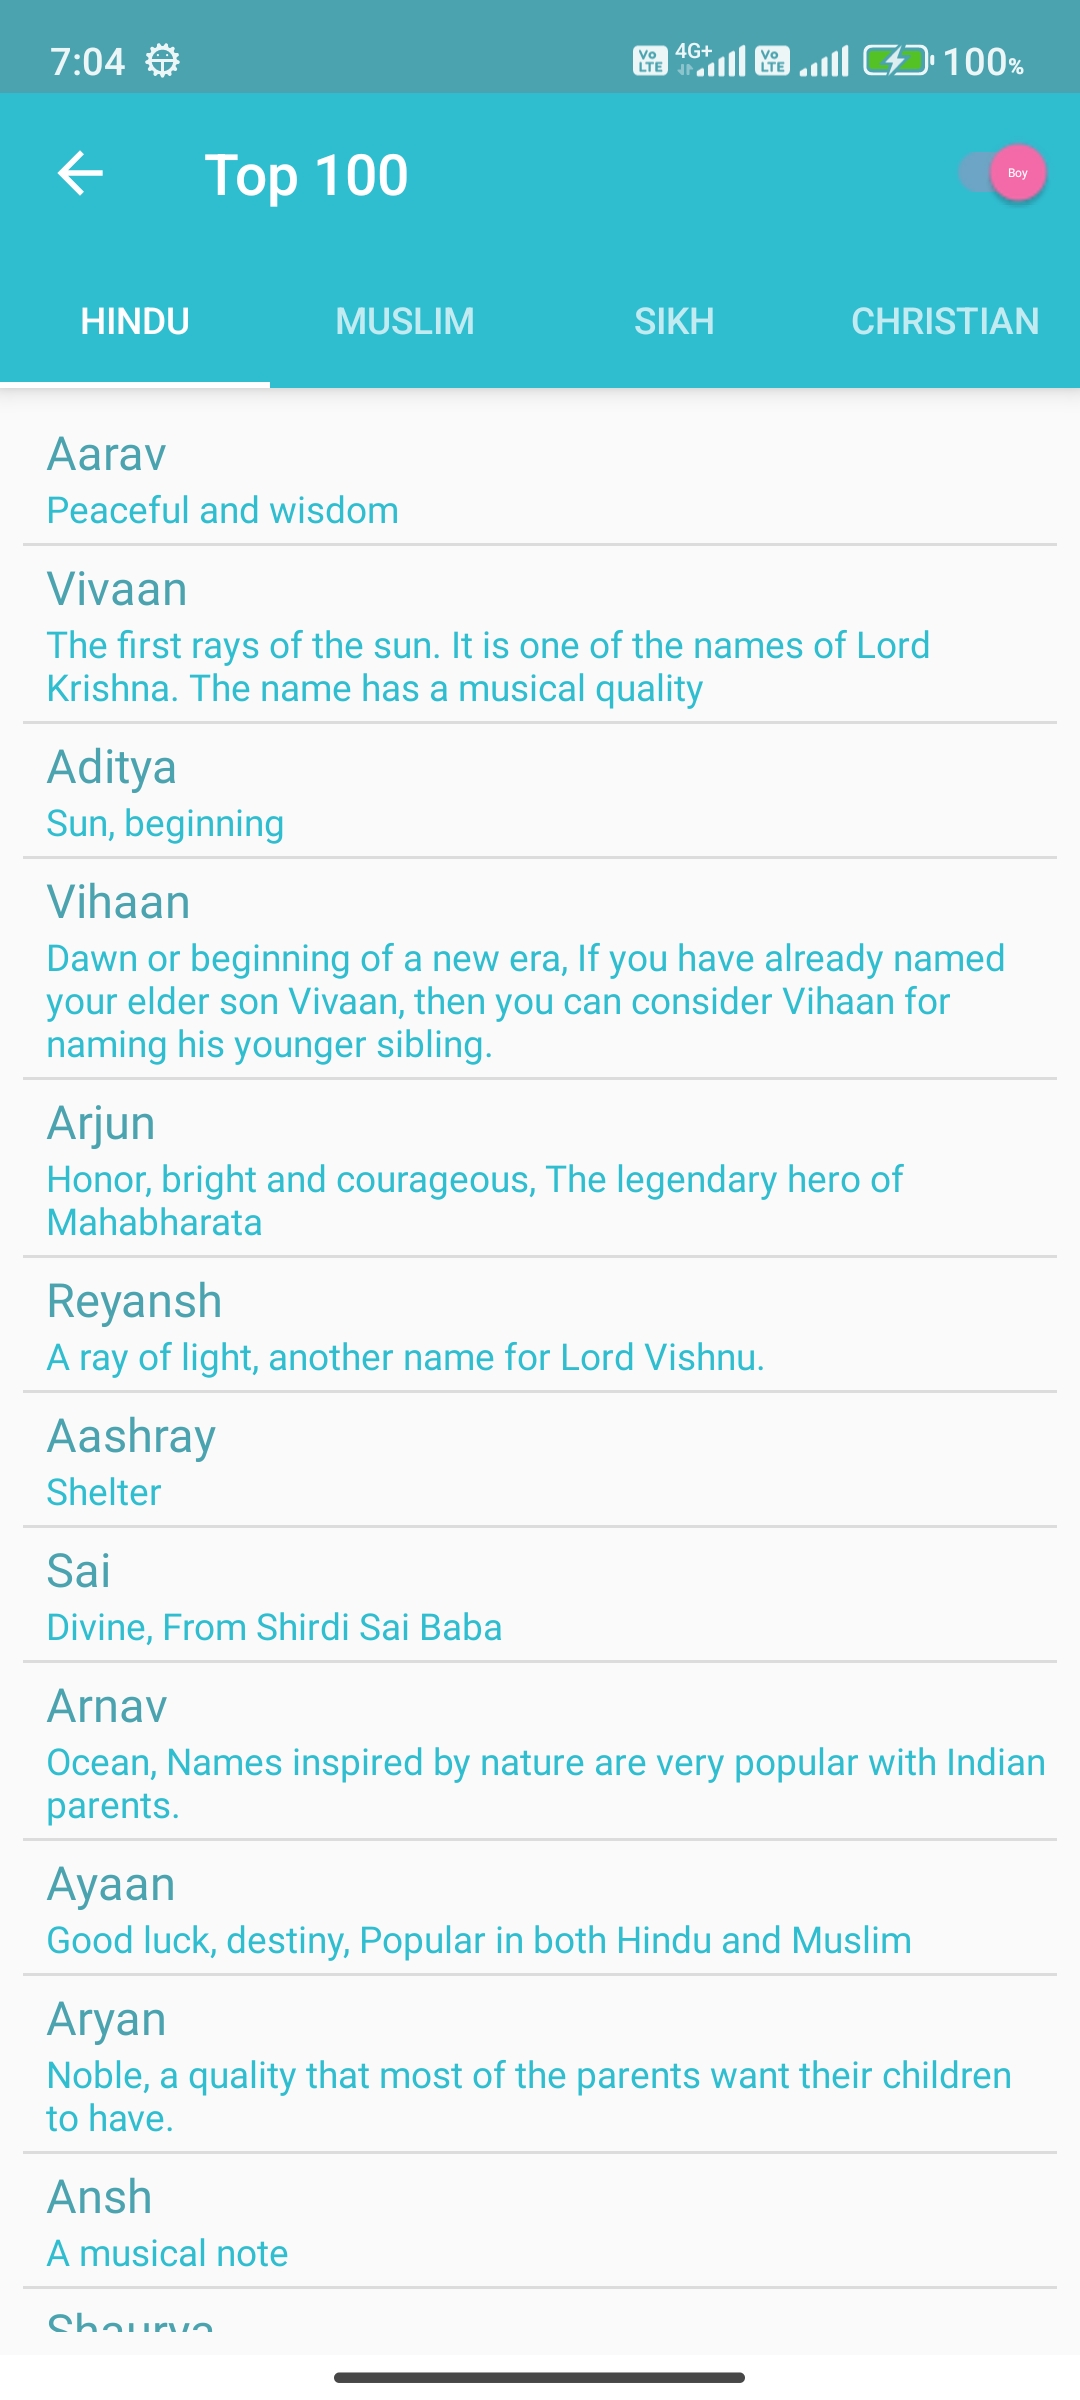 7:04 Vo LTE 4G+ Vo LTE 100%
Top 100 Boy
HINDU MUSLIM SIKH CHRISTIAN
Aarav
Peaceful and wisdom
Vivaan
The first rays of the sun. It is one of the names of Lord
Krishna. The name has a musical quality
Aditya
Sun, beginning
Vihaan
Dawn or beginning of a new era, If you have already named
your elder son Vivaan, then you can consider Vihaan for
naming his younger sibling.
Arjun
Honor, bright and courageous, The legendary hero of
Mahabharata
Reyansh
A ray of light, another name for Lord Vishnu.
Aashray
Shelter
Sai
Divine, From Shirdi Sai Baba
Arnav
Ocean, Names inspired by nature are very popular with Indian
parents.
Ayaan
Good luck, destiny, Popular in both Hindu and Muslim
Aryan
Noble, a quality that most of the parents want their children
to have.
Ansh
A musical note
Shaurya